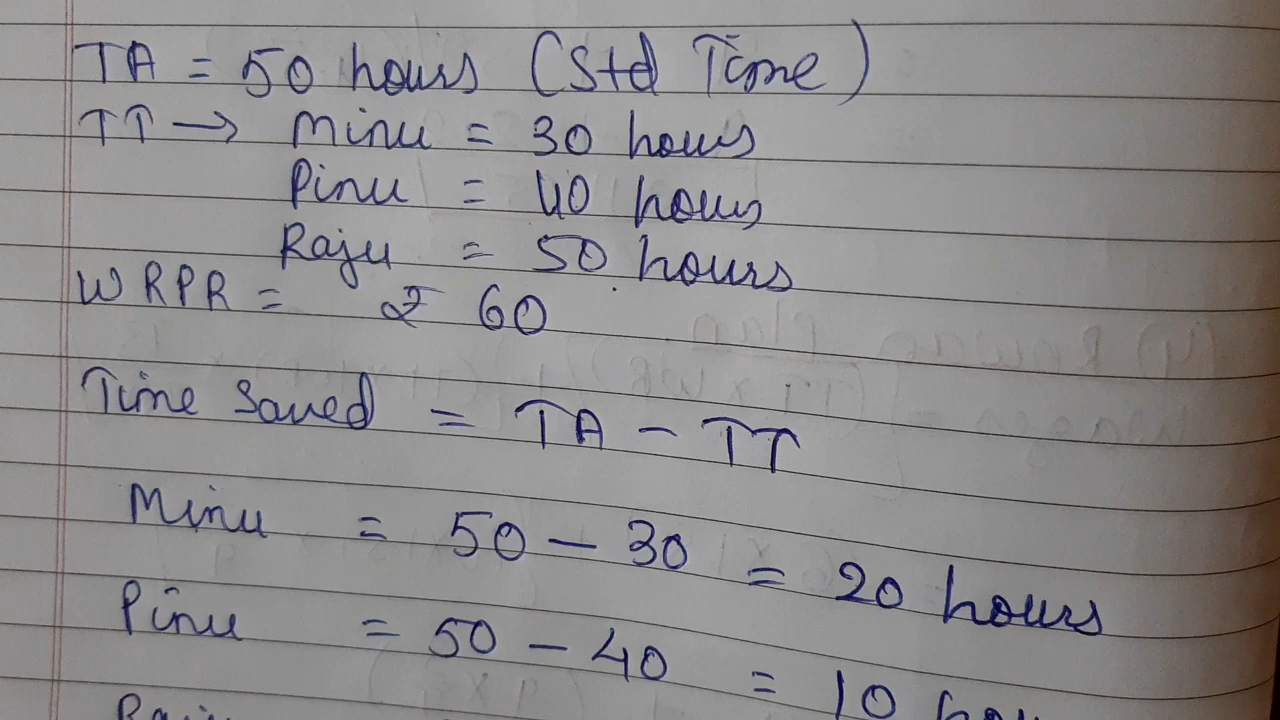 TA = 50 hours (Std Time)
TT → Minu = 30 hours
Pinu = 40 hours
Raju = 50 hours
WRPR = ₹ 60
Time Saved = TA - TT
Minu = 50 - 30 = 20 hours
Pinu = 50 - 40 = 10